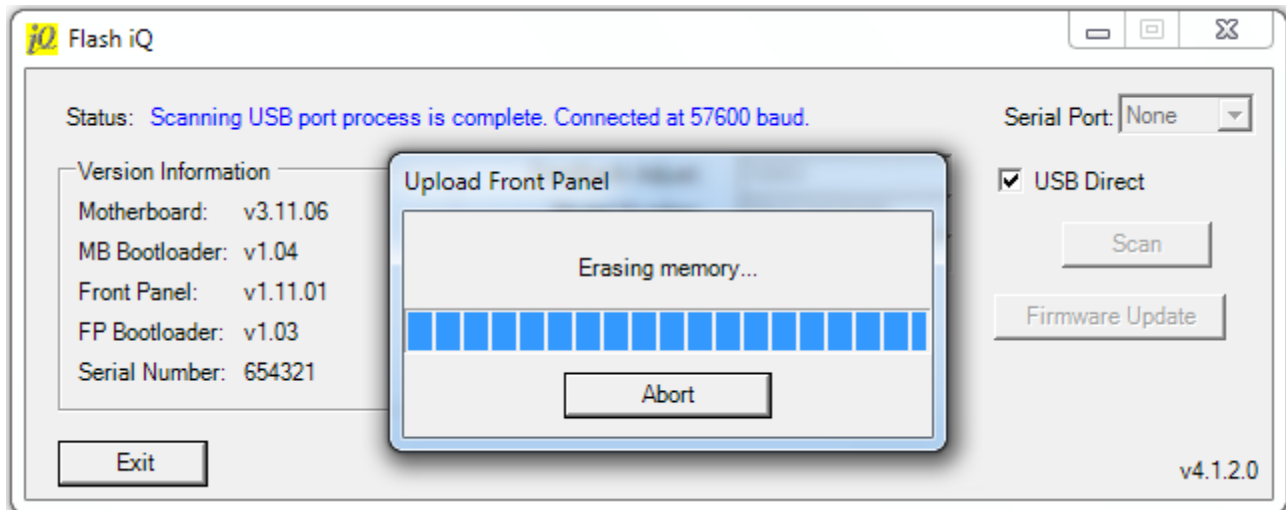 iQ Flash iQ
Status: Scanning USB port process is complete. Connected at 57600 baud.
Serial Port: None
Version Information
Motherboard: v3.11.06
MB Bootloader: v1.04
Front Panel: v1.11.01
FP Bootloader: v1.03
Serial Number: 654321
Upload Front Panel
Erasing memory...
Abort
USB Direct
Scan
Firmware Update
Exit
v4.1.2.0